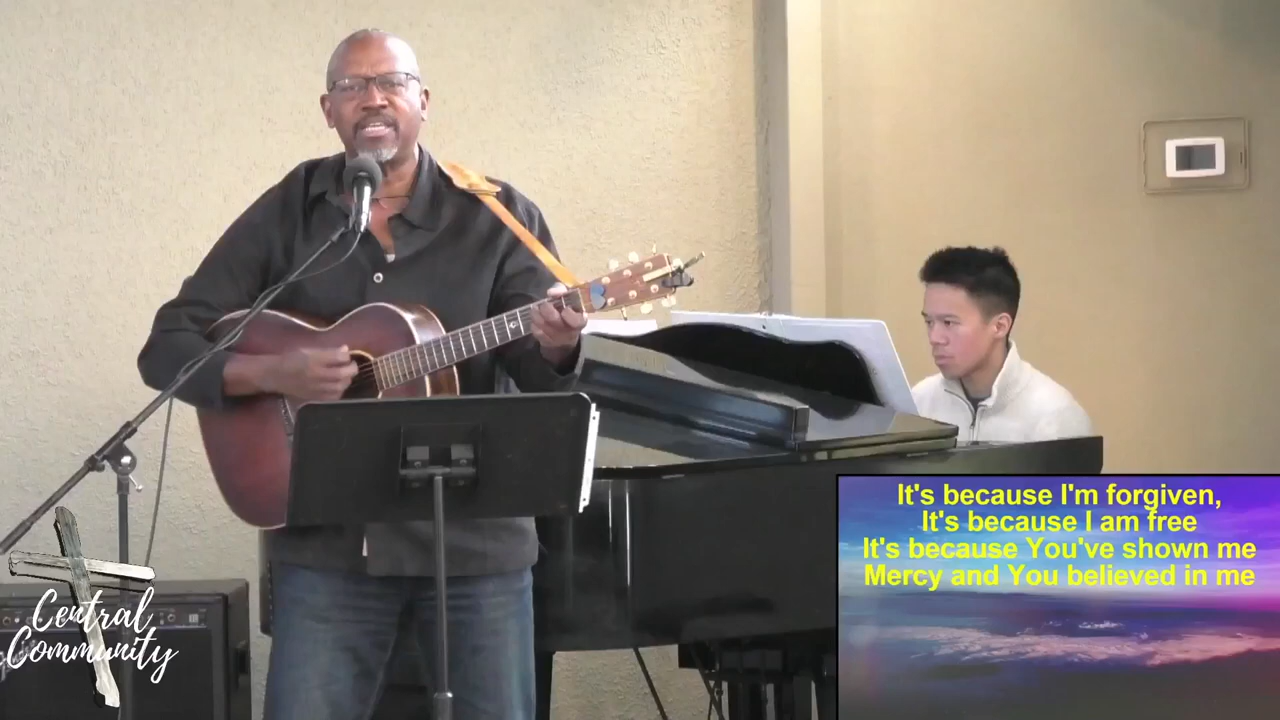 It's because I'm forgiven,
It's because I am free
It's because You've shown me
Mercy and You believed in me
Central
Community